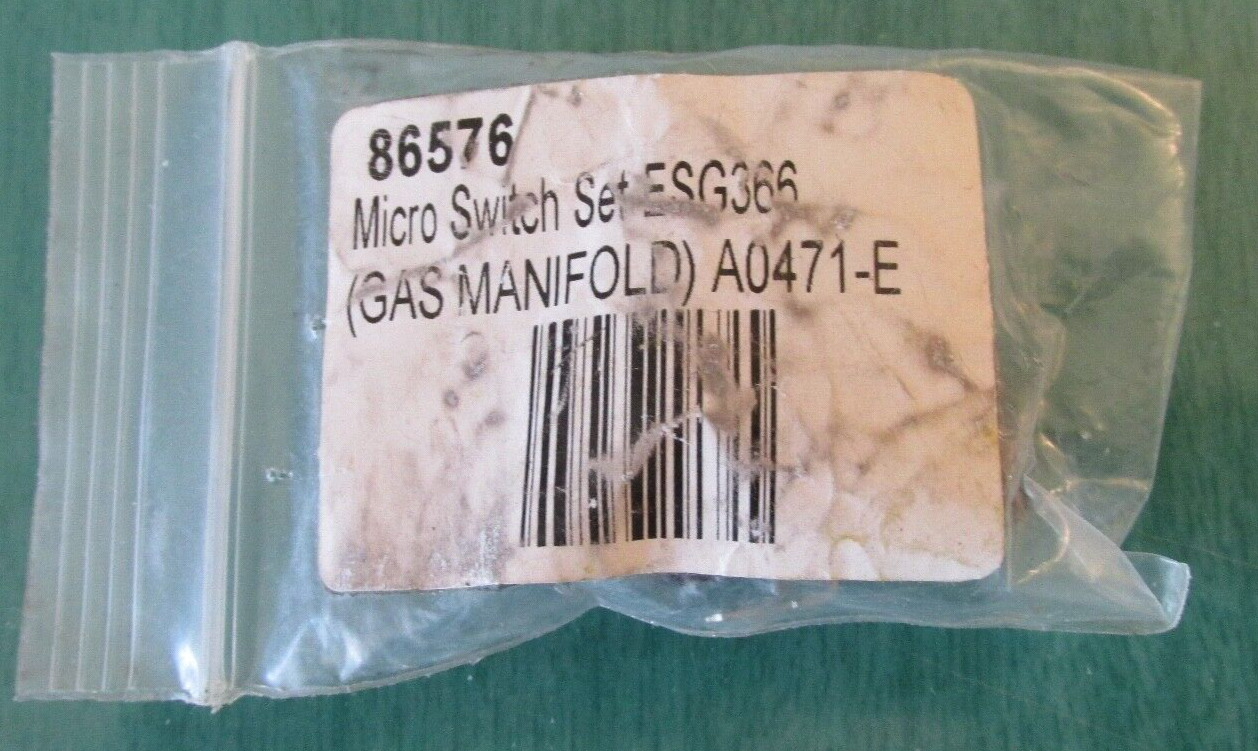 86576
Micro Switch Set ESG366
(GAS MANIFOLD) A0471-E